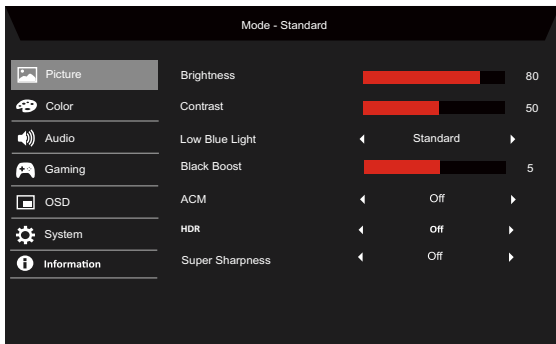 Mode - Standard
Picture
Color
Audio
Gaming
OSD
System
Information
Brightness 80
Contrast 50
Low Blue Light Standard
Black Boost 5
ACM Off
HDR Off
Super Sharpness Off